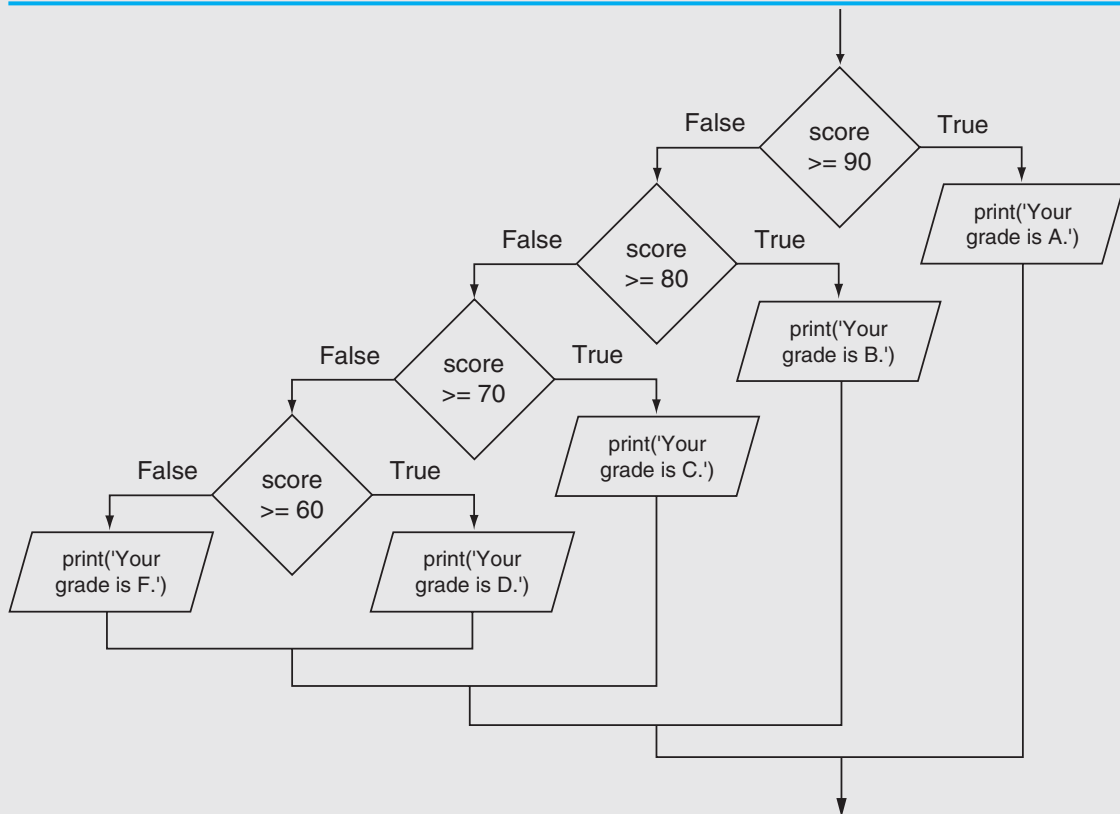 False
score
>= 90
True
print('Your
grade is A.')
False
score
>= 80
True
print('Your
grade is B.')
False
score
>= 70
True
print('Your
grade is C.')
False
score
>= 60
True
print('Your
grade is F.')
print('Your
grade is D.')